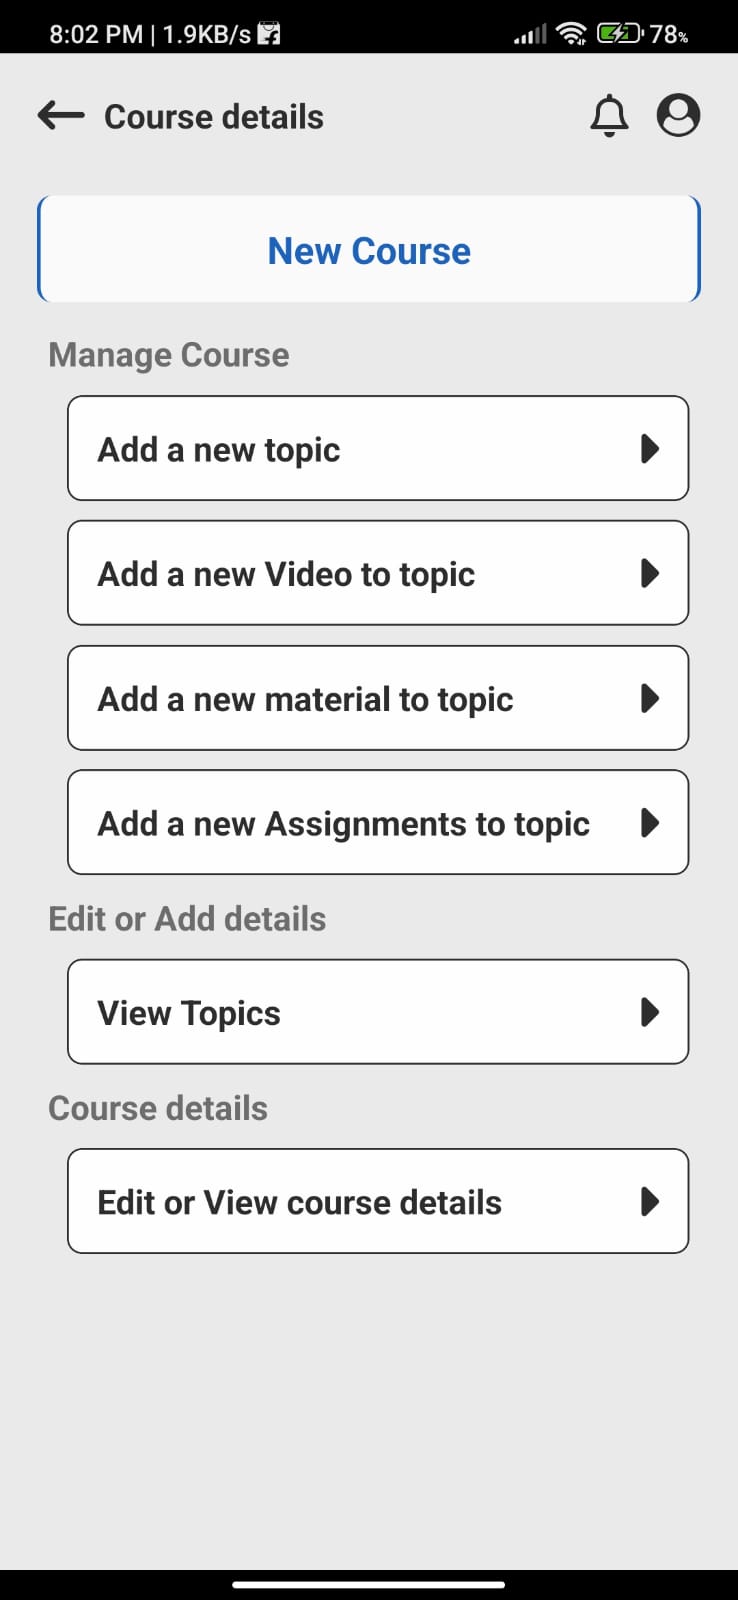 8:02 PM | 1.9KB/s 78%
Course details
New Course
Manage Course
Add a new topic
Add a new Video to topic
Add a new material to topic
Add a new Assignments to topic
Edit or Add details
View Topics
Course details
Edit or View course details